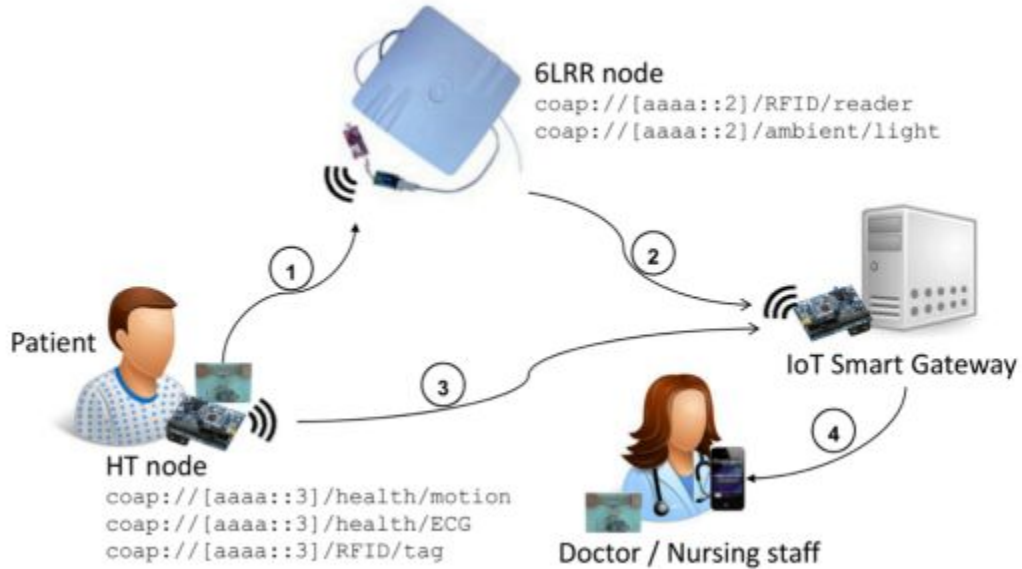 6LRR node
coap://[aaaa::2]/RFID/reader
coap://[aaaa::2]/ambient/light
1
2
Patient
3
IoT Smart Gateway
4
HT node
coap://[aaaa::3]/health/motion
coap://[aaaa::3]/health/ECG
coap://[aaaa::3]/RFID/tag
Doctor / Nursing staff